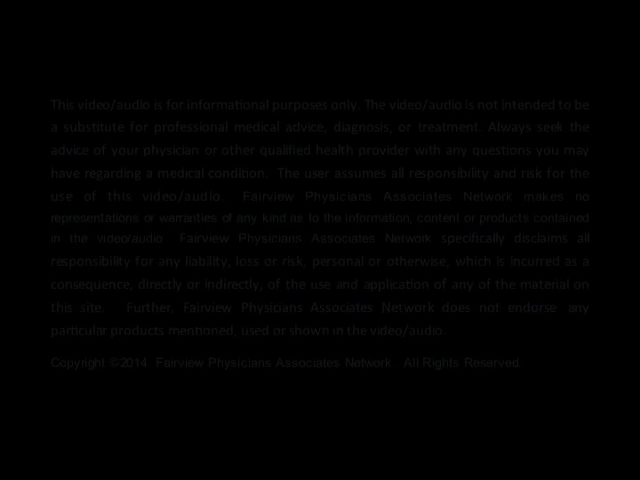 This video/audio is for informational purposes only. The video/audio is not intended to be
a substitute for professional medical advice, diagnosis, or treatment. Always seek the
advice of your physician or other qualified health provider with any questions you may
have regarding a medical condition. The user assumes all responsibility and risk for the
use of this video/audio. Fairview Physicians Associates Network makes no
representations or warranties of any kind as to the information, content or products contained
in the video/audio. Fairview Physicians Associates Network specifically disclaims all
responsibility for any liability, loss or risk, personal or otherwise, which is incurred as a
consequence, directly or indirectly, of the use and application of any of the material on
this site. Further, Fairview Physicians Associates Network does not endorse any
particular products mentioned, used or shown in the video/audio.
Copyright ©2014 Fairview Physicians Associates Network. All Rights Reserved